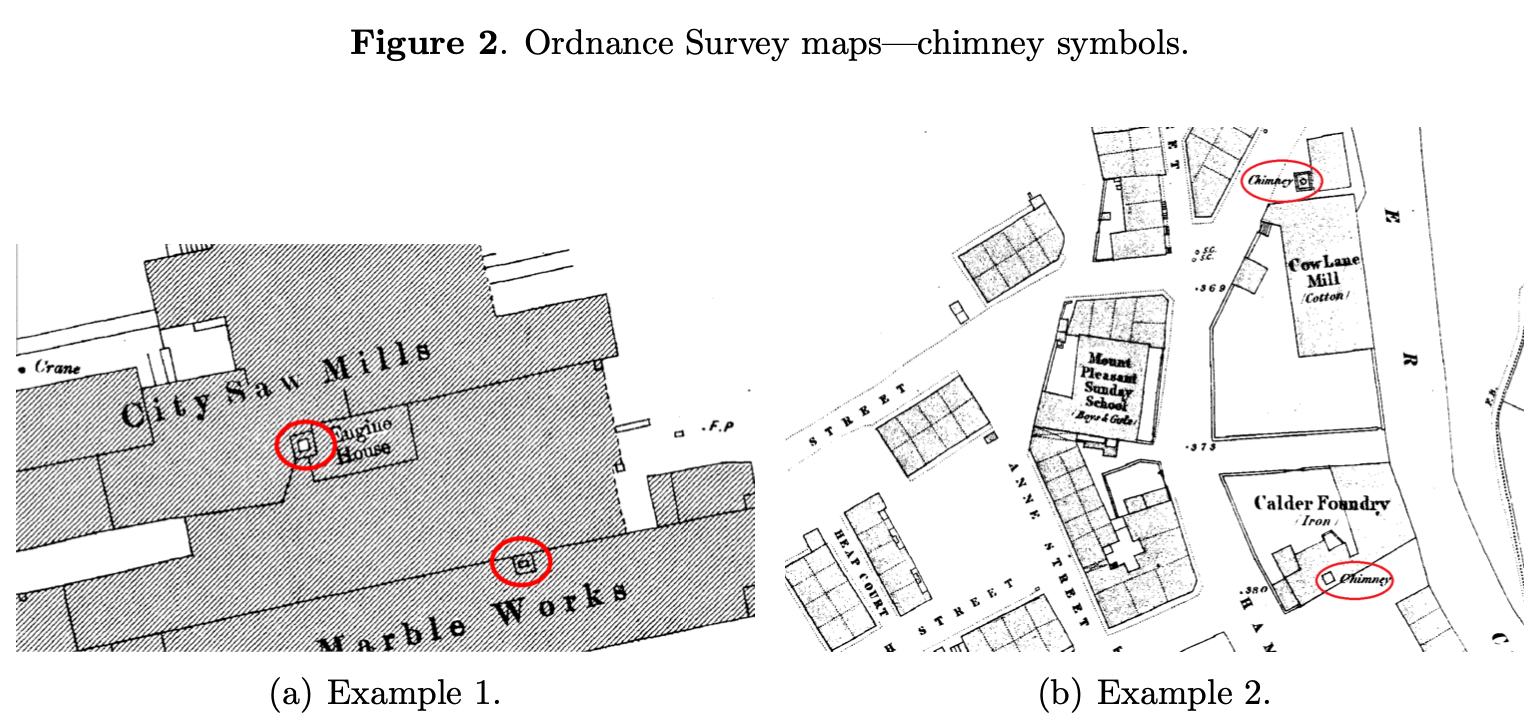 Figure 2. Ordnance Survey maps—chimney symbols.
Crane
City Saw Mills
Engine
House
.F.P
Marble Works
(a) Example 1.
ET
Chimney
E
S.C.
S.C.
.369
Cow Lane
Mill
(Cotton)
R
Mount
Pleasant
Sunday
School
(Boys & Girls)
STREET
F.B.
.373
ANNE STREET
Calder Foundry
(Iron)
HEAP COURT
Chimney
.380
H STREET
HAM
C
(b) Example 2.